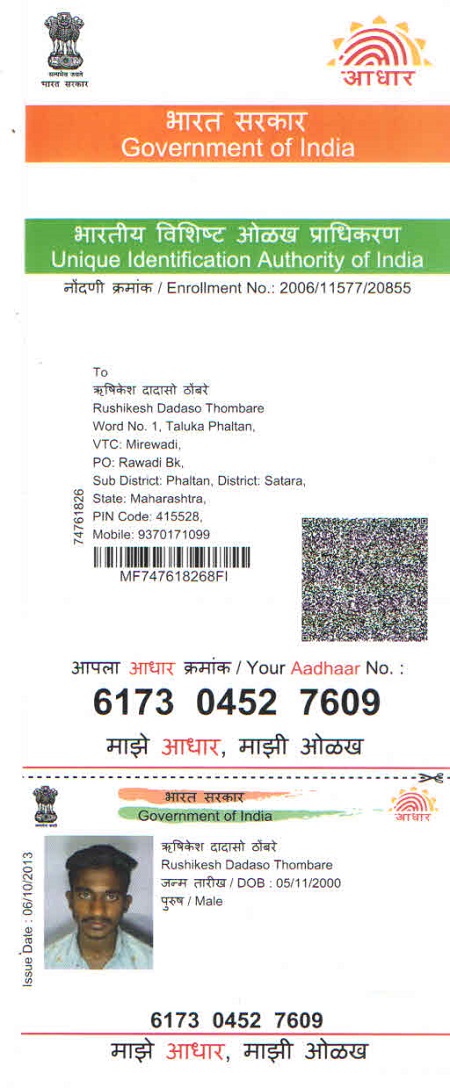 सत्यमेव जयते
भारत सरकार
आधार
भारत सरकार
Government of India
भारतीय विशिष्ट ओळख प्राधिकरण
Unique Identification Authority of India
नोंदणी क्रमांक / Enrollment No.: 2006/11577/20855
To
ऋषिकेश दादासो ठोंबरे
Rushikesh Dadaso Thombare
Word No. 1, Taluka Phaltan,
VTC: Mirewadi,
PO: Rawadi Bk,
Sub District: Phaltan, District: Satara,
State: Maharashtra,
PIN Code: 415528,
Mobile: 9370171099
74761826
MF747618268FI
आपला आधार क्रमांक / Your Aadhaar No. :
6173 0452 7609
माझे आधार, माझी ओळख
भारत सरकार
Government of India
आधार
Issue Date : 06/10/2013
ऋषिकेश दादासो ठोंबरे
Rushikesh Dadaso Thombare
जन्म तारीख / DOB : 05/11/2000
पुरुष / Male
6173 0452 7609
माझे आधार, माझी ओळख